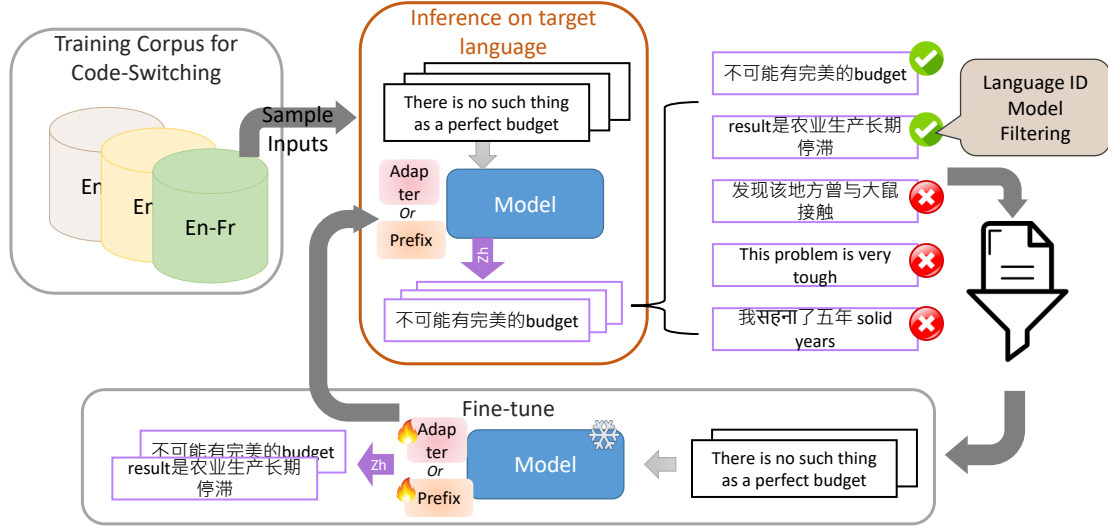 Training Corpus for
Code-Switching
En
En
En-Fr
Sample
Inputs
Inference on target
language
There is no such thing
as a perfect budget
Adap
ter
Or
Prefix
Model
Zh
不可能有完美的budget
不可能有完美的budget
result是农业生产长期
停滞
发现该地方曾与大鼠
接触
This problem is very
tough
我सहना了五年 solid
years
Language ID
Model
Filtering
Fine-tune
不可能有完美的budget
result是农业生产长期
停滞
Zh
Adap
ter
Or
Prefix
Model
There is no such thing
as a perfect budget